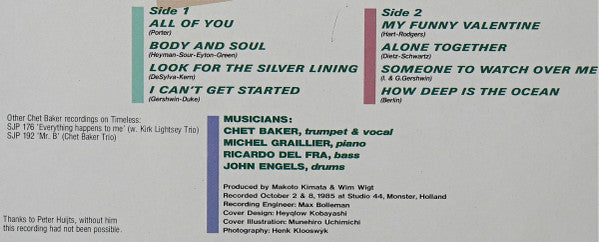 Side 1
ALL OF YOU
(Porter)
BODY AND SOUL
(Heyman-Sour-Eyton-Green)
LOOK FOR THE SILVER LINING
(DeSylva-Kern)
I CAN'T GET STARTED
(Gershwin-Duke)
Side 2
MY FUNNY VALENTINE
(Hart-Rodgers)
ALONE TOGETHER
(Dietz-Schwartz)
SOMEONE TO WATCH OVER ME
(I. & G.Gershwin)
HOW DEEP IS THE OCEAN
(Berlin)
Other Chet Baker recordings on Timeless:
SJP 176 'Everything happens to me' (w. Kirk Lightsey Trio)
SJP 192 'Mr. B' (Chet Baker Trio)
MUSICIANS:
CHET BAKER, trumpet & vocal
MICHEL GRAILLIER, piano
RICARDO DEL FRA, bass
JOHN ENGELS, drums
Produced by Makoto Kimata & Wim Wigt
Recorded October 2 & 8, 1985 at Studio 44, Monster, Holland
Recording Engineer: Max Bolleman
Cover Design: Heyqlow Kobayashi
Cover Illustration: Munehiro Uchimichi
Photography: Henk Klooswyk
Thanks to Peter Huijts, without him
this recording had not been possible.